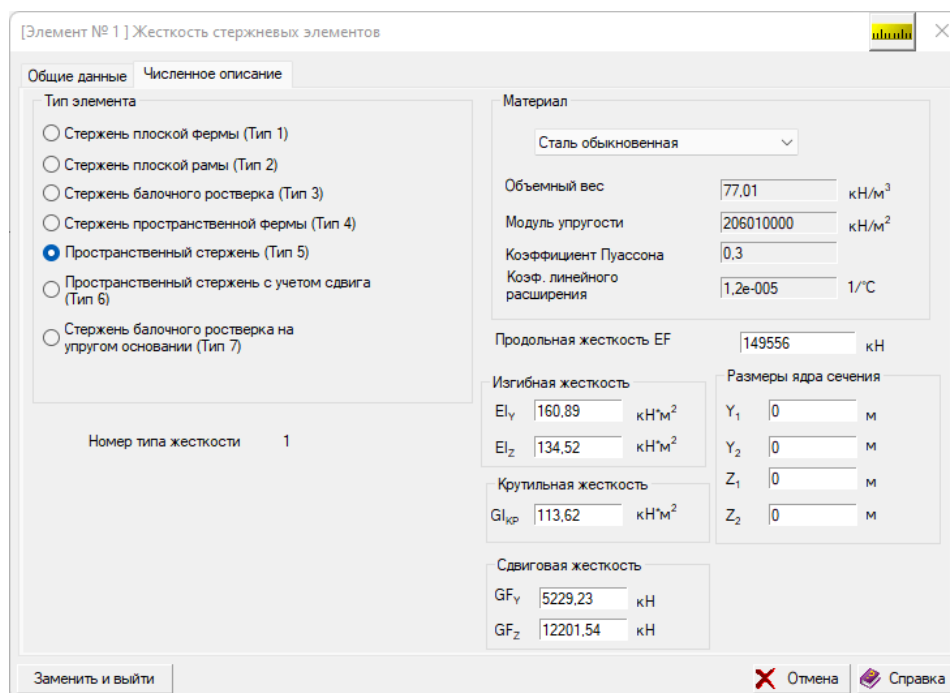 [Элемент № 1 ] Жесткость стержневых элементов
Общие данные
Численное описание
Тип элемента
Стержень плоской фермы (Тип 1)
Стержень плоской рамы (Тип 2)
Стержень балочного ростверка (Тип 3)
Стержень пространственной фермы (Тип 4)
Пространственный стержень (Тип 5)
Пространственный стержень с учетом сдвига
(Тип 6)
Стержень балочного ростверка на
упругом основании (Тип 7)
Номер типа жесткости 1
Материал
Сталь обыкновенная
Объемный вес 77,01 кН/м³
Модуль упругости 206010000 кН/м²
Коэффициент Пуассона 0,3
Коэф. линейного
расширения 1,2e-005 1/°C
Продольная жесткость EF 149556 кН
Изгибная жесткость
EIY 160,89 кН*м²
EIZ 134,52 кН*м²
Крутильная жесткость
GIКР 113,62 кН*м²
Сдвиговая жесткость
GFY 5229,23 кН
GFZ 12201,54 кН
Размеры ядра сечения
Y₁ 0 м
Y₂ 0 м
Z₁ 0 м
Z₂ 0 м
Заменить и выйти
Отмена
Справка